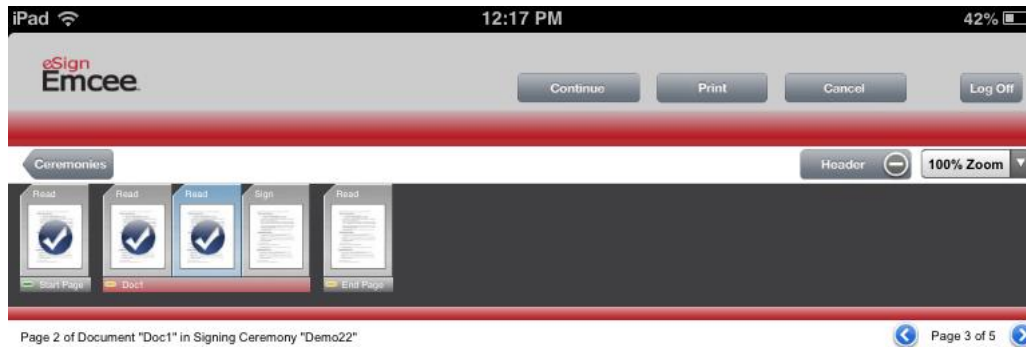 iPad 12:17 PM 42%
eSign
Emcee
Continue Print Cancel Log Off
Ceremonies Header 100% Zoom
Read Read Read Sign Read
Start Page Doc1 End Page
Page 2 of Document "Doc1" in Signing Ceremony "Demo22" Page 3 of 5